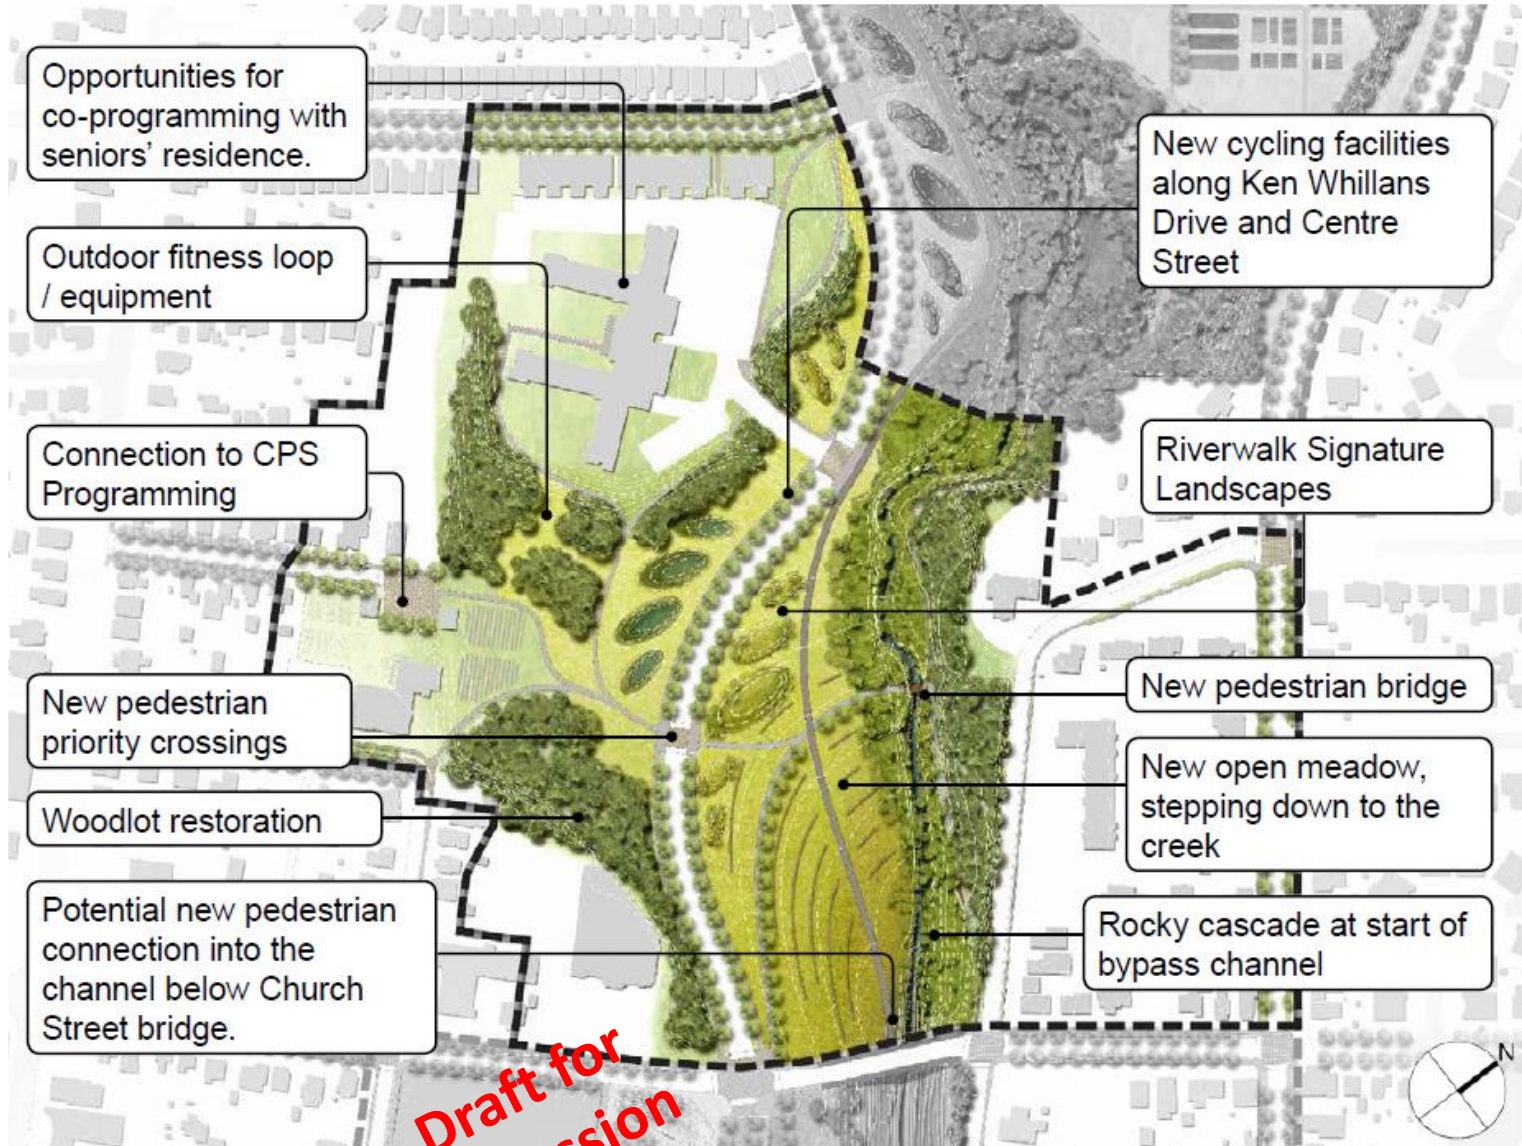 Opportunities for
co-programming with
seniors’ residence.
Outdoor fitness loop
/ equipment
Connection to CPS
Programming
New pedestrian
priority crossings
Woodlot restoration
Potential new pedestrian
connection into the
channel below Church
Street bridge.
New cycling facilities
along Ken Whillans
Drive and Centre
Street
Riverwalk Signature
Landscapes
New pedestrian bridge
New open meadow,
stepping down to the
creek
Rocky cascade at start of
bypass channel
N
Draft for
ssion